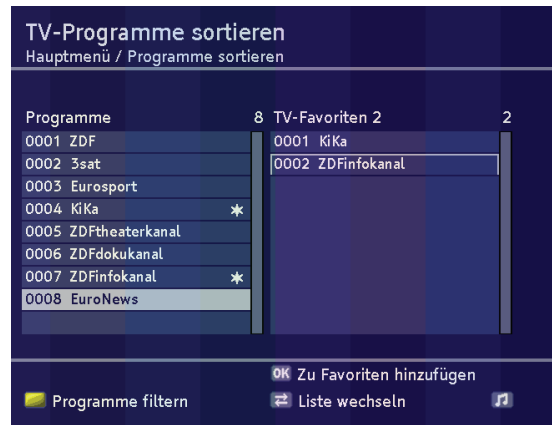 TV-Programme sortieren
Hauptmenü / Programme sortieren
Programme 8
0001 ZDF
0002 3sat
0003 Eurosport
0004 KiKa
0005 ZDFtheaterkanal
0006 ZDFdokukanal
0007 ZDFinfokanal
0008 EuroNews
TV-Favoriten 2 2
0001 KiKa
0002 ZDFinfokanal
OK Zu Favoriten hinzufügen
Programme filtern
Liste wechseln